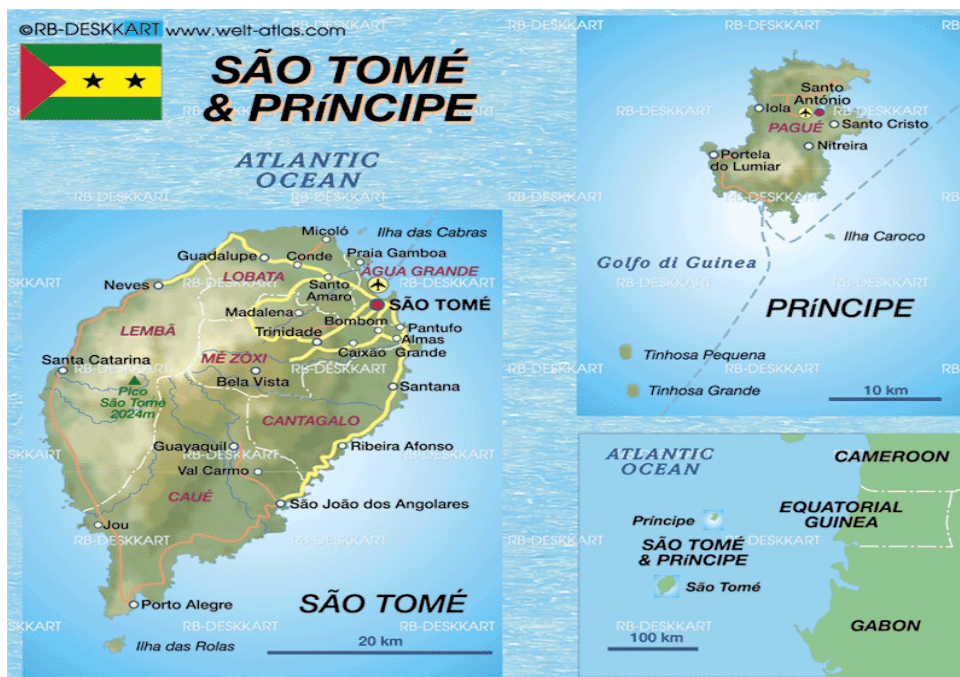 ©RB-DESKKART www.welt-atlas.com
SÃO TOMÉ
& PRíNCIPE
ATLANTIC
OCEAN
RB-DESKKART
Micoló
Ilha das Cabras
Guadalupe
Conde
Praia Gamboa
LOBATA
ÁGUA GRANDE
Neves
Santo
Amaro
SÃO TOMÉ
Madalena
Bombom
LEMBÃ
Trinidade
Pantufo
Almas
Caixão Grande
Santa Catarina
MÉ ZÓXI
Bela Vista
Santana
Pico
São Tomé
2024m
CANTAGALO
Guayaquil
Ribeira Afonso
Val Carmo
CAUÉ
São João dos Angolares
Jou
Porto Alegre
SÃO TOMÉ
20 km
Ilha das Rolas
Santo
António
Iola
PAGUÉ
Santo Cristo
Nitreira
Portela
do Lumiar
Ilha Caroco
Golfo di Guinea
PRíNCIPE
Tinhosa Pequena
Tinhosa Grande
10 km
ATLANTIC
OCEAN
CAMEROON
EQUATORIAL
GUINEA
Príncipe
SÃO TOMÉ
& PRÍNCIPE
São Tomé
GABON
100 km